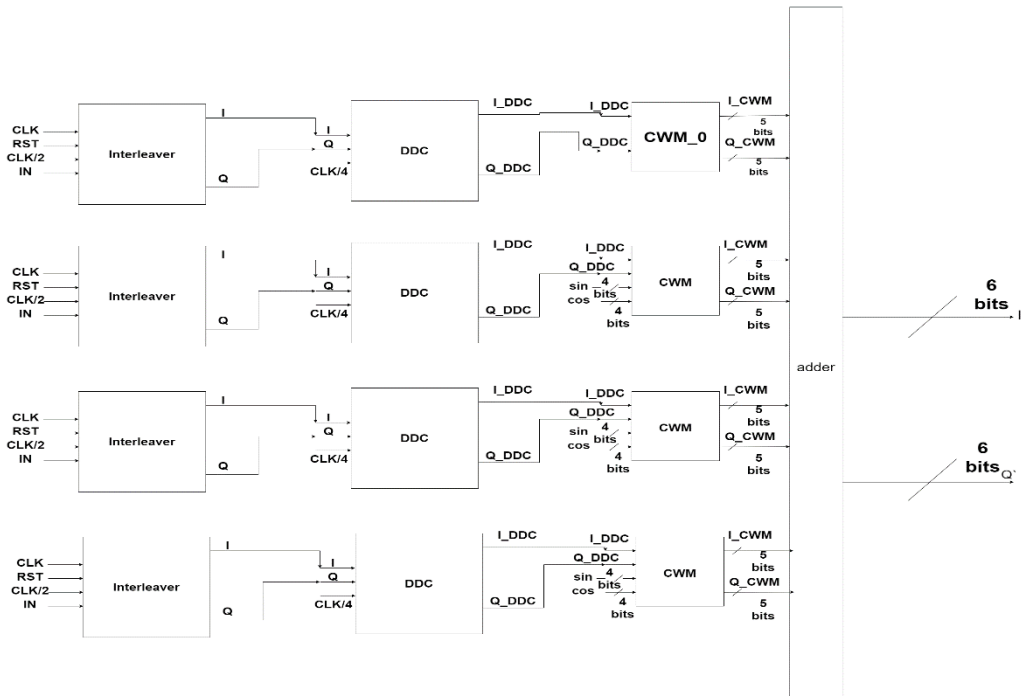 I_DDC
I_DDC
I_CWM
I
CLK
RST
CLK/2
IN
Interleaver
I
Q
CLK/4
DDC
Q_DDC
CWM_0
5
bits
Q_CWM
5
bits
Q
Q_DDC
I_DDC
I_DDC
I_CWM
I
CLK
RST
CLK/2
IN
Interleaver
I
Q
CLK/4
DDC
Q_DDC
sin
cos
4
bits
4
bits
CWM
5
bits
Q_CWM
5
bits
Q
Q_DDC
6
bits
I
adder
I_DDC
I_DDC
I_CWM
I
CLK
RST
CLK/2
IN
Interleaver
I
Q
CLK/4
DDC
Q_DDC
sin
cos
4
bits
4
bits
CWM
5
bits
Q_CWM
5
bits
Q
Q_DDC
6
bits
Q`
I_DDC
I_DDC
I_CWM
I
CLK
RST
CLK/2
IN
Interleaver
I
Q
CLK/4
DDC
Q_DDC
sin
cos
4
bits
4
bits
CWM
5
bits
Q_CWM
5
bits
Q
Q_DDC